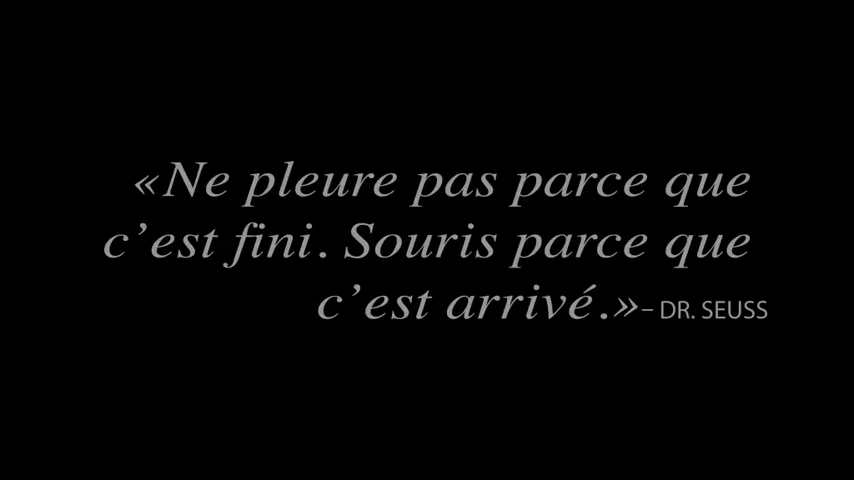 «Ne pleure pas parce que
c’est fini. Souris parce que
c’est arrivé.»– DR. SEUSS